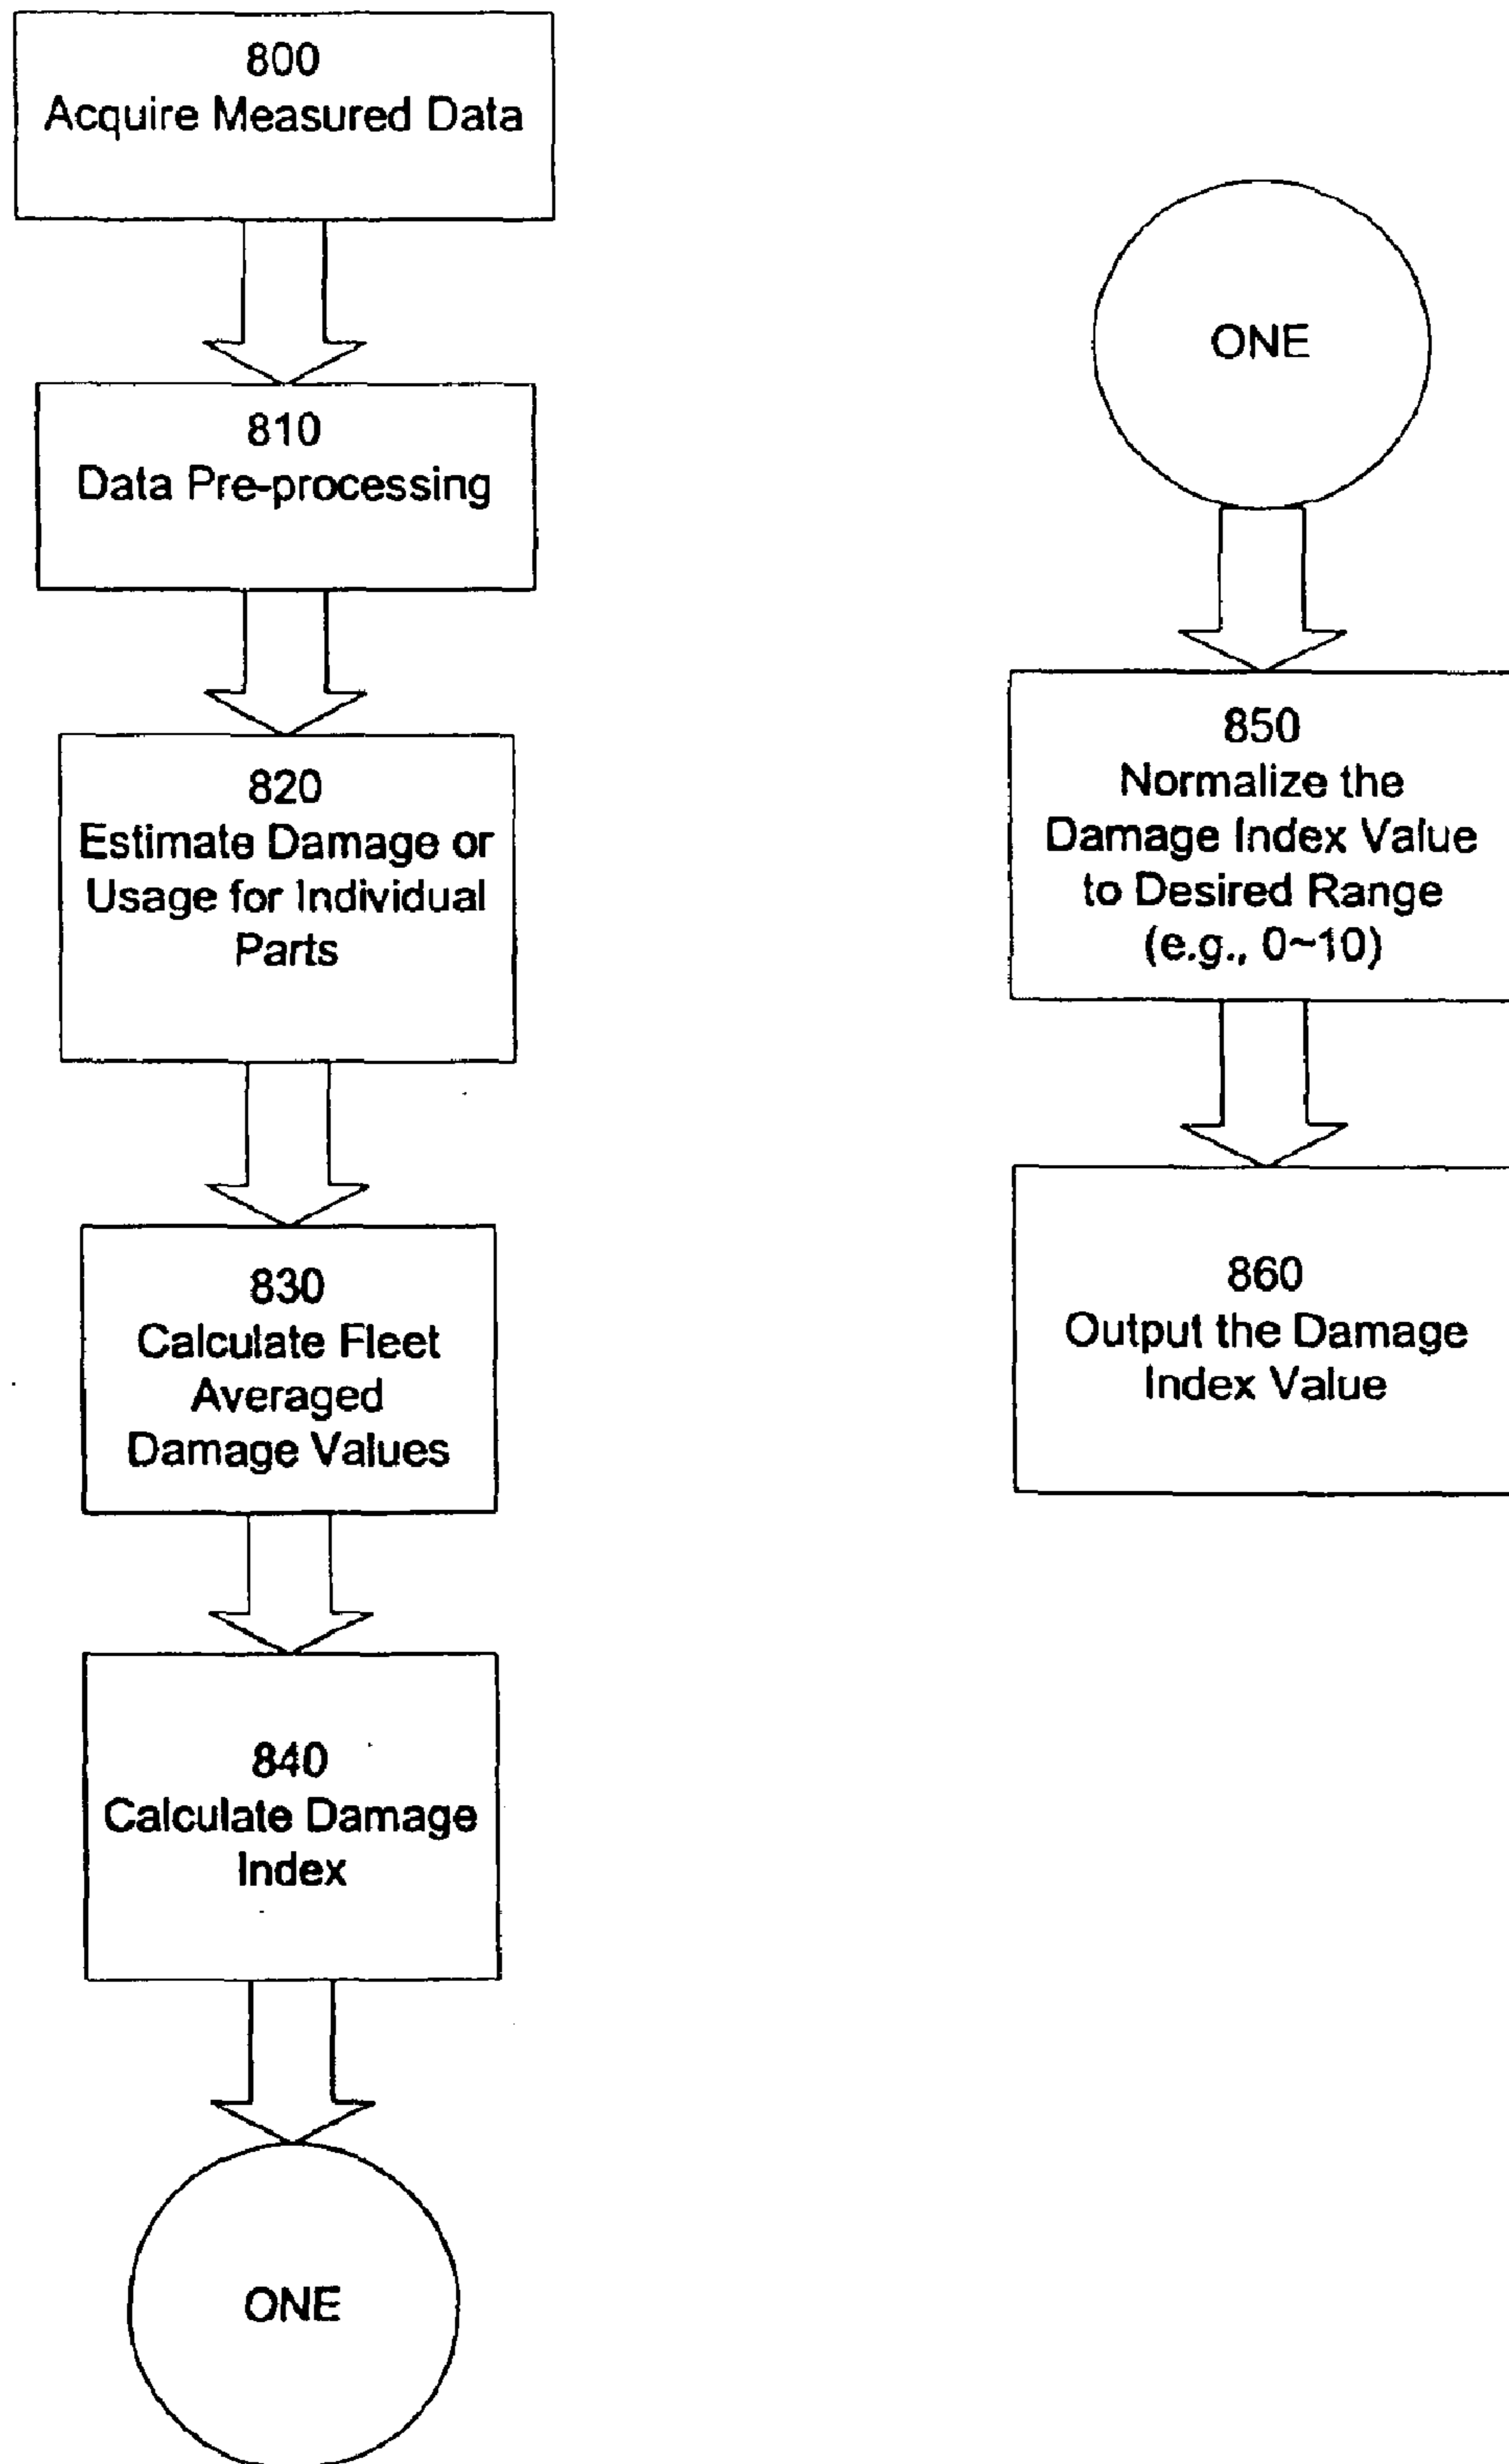 800
Acquire Measured Data
810
Data Pre-processing
820
Estimate Damage or
Usage for Individual
Parts
830
Calculate Fleet
Averaged
Damage Values
840
Calculate Damage
Index
ONE
ONE
850
Normalize the
Damage Index Value
to Desired Range
(e.g., 0~10)
860
Output the Damage
Index Value